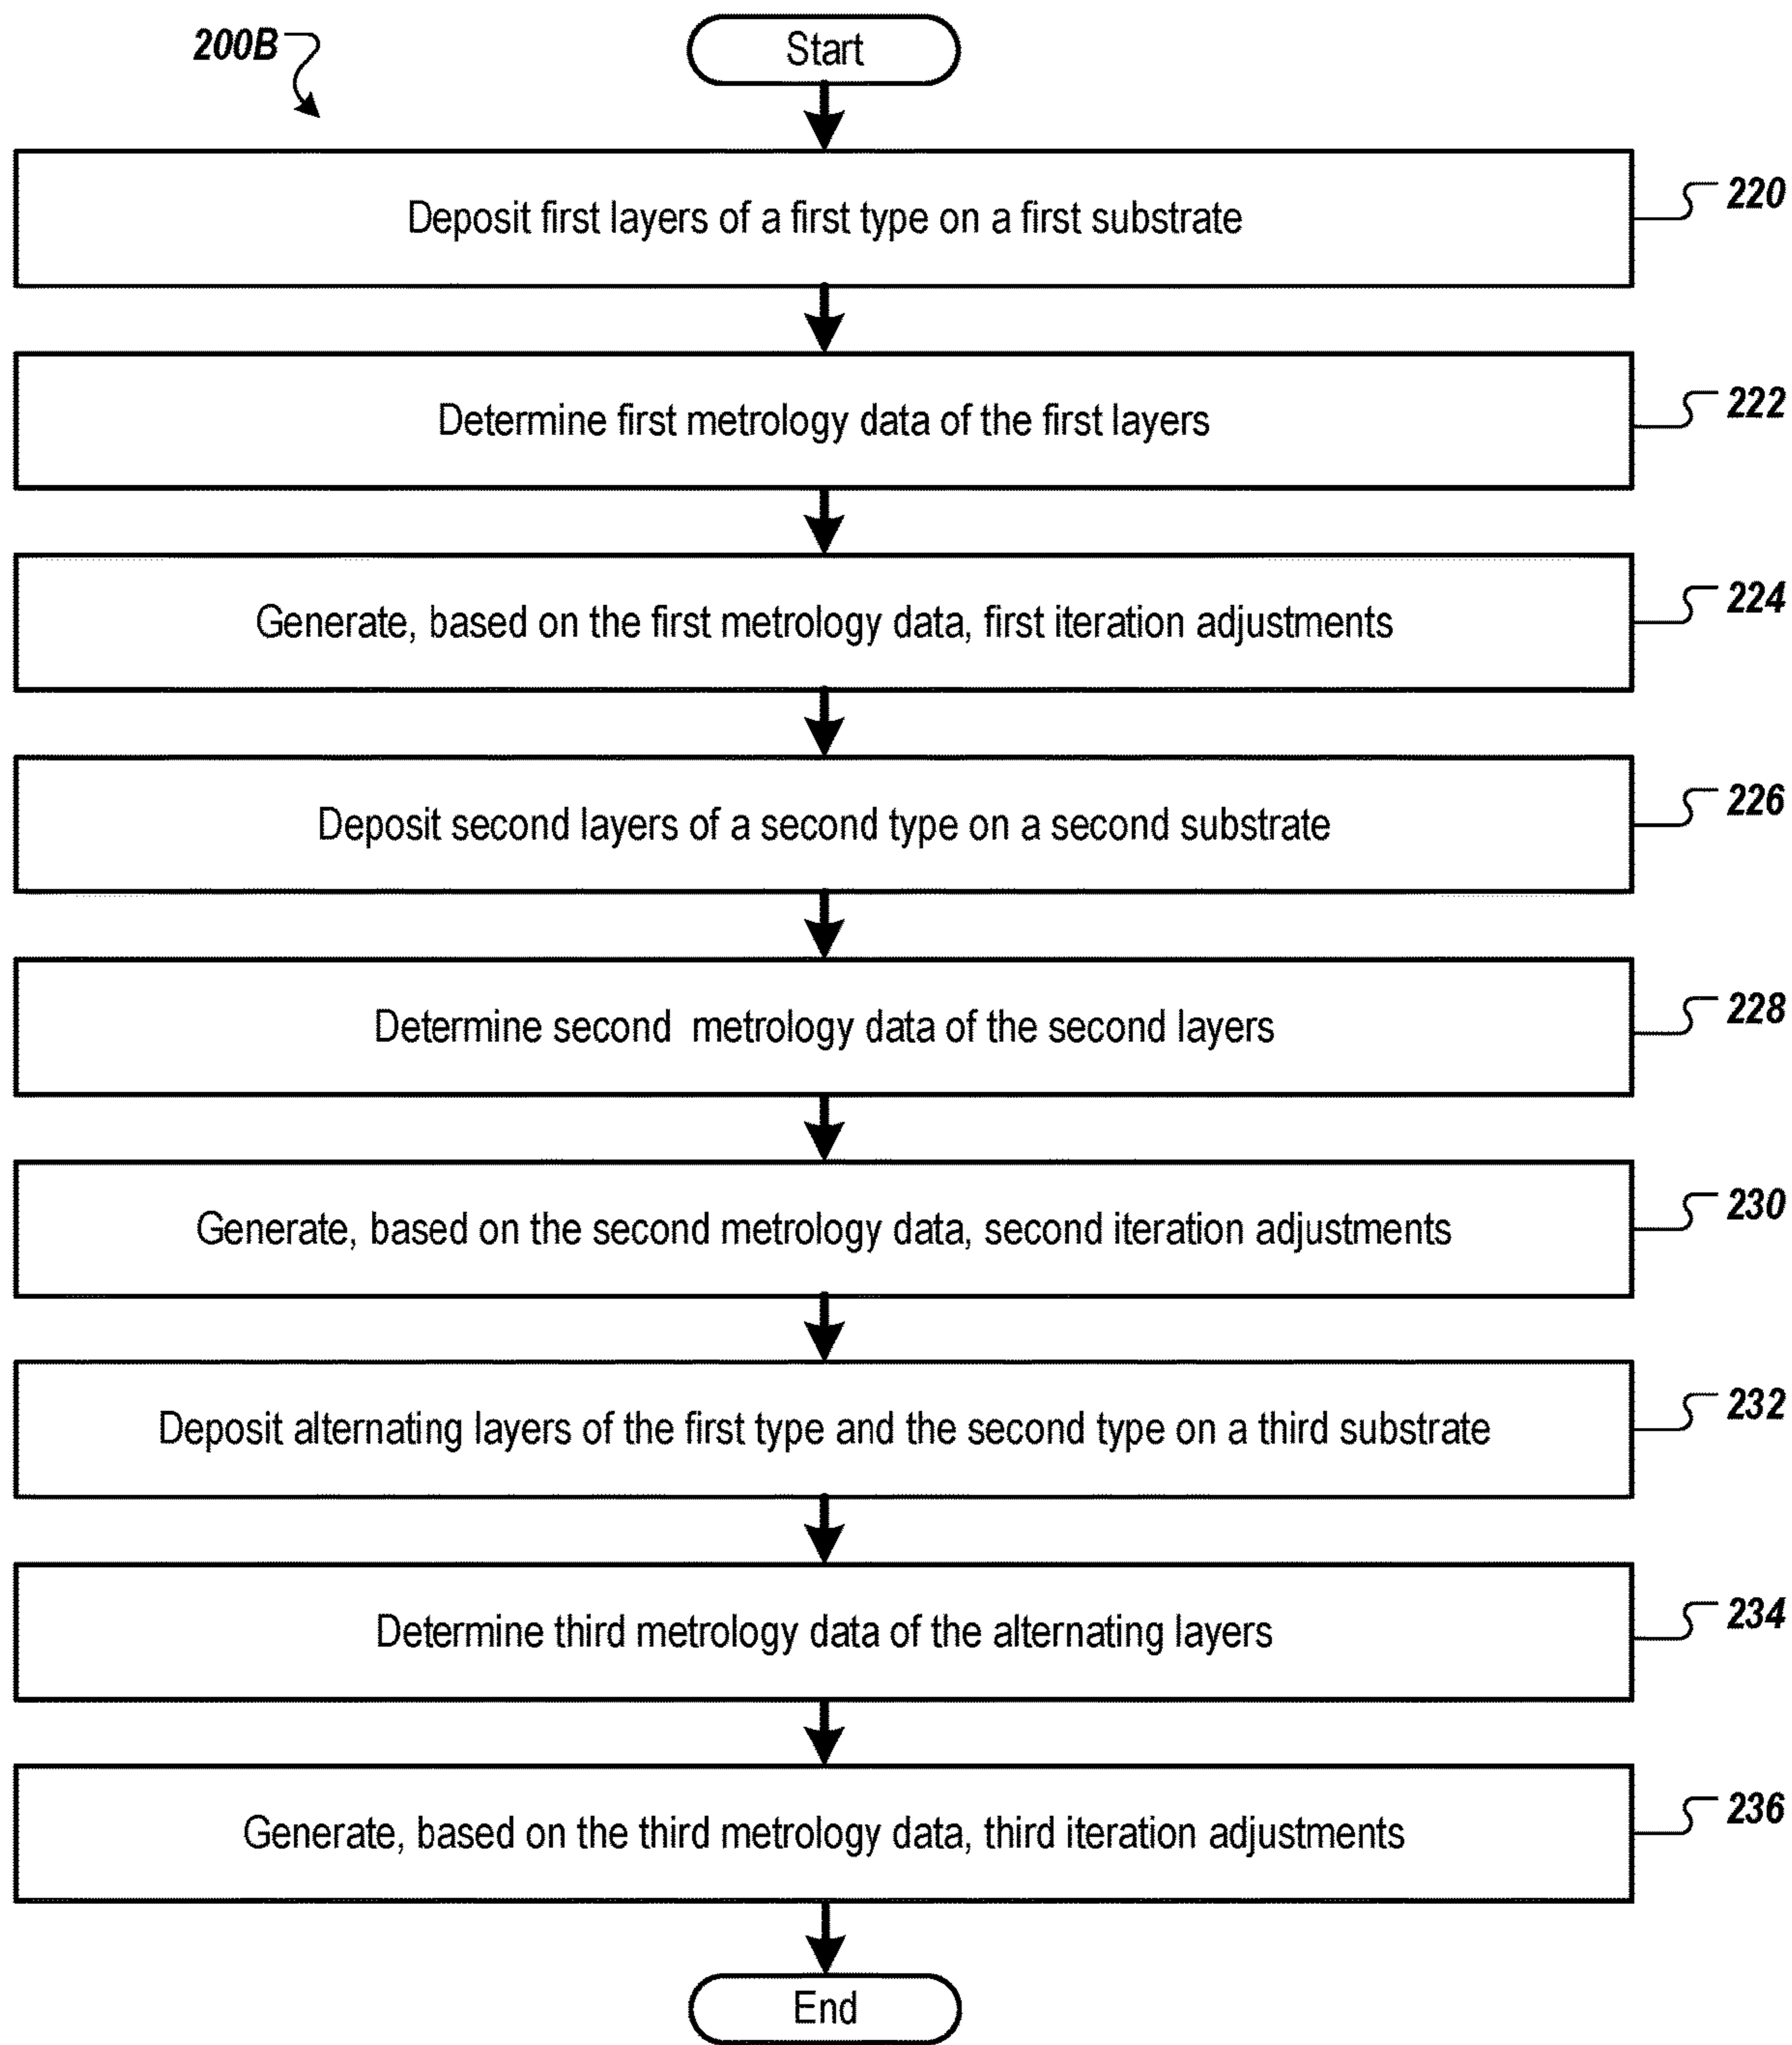 200B
Start
Deposit first layers of a first type on a first substrate
220
Determine first metrology data of the first layers
222
Generate, based on the first metrology data, first iteration adjustments
224
Deposit second layers of a second type on a second substrate
226
Determine second metrology data of the second layers
228
Generate, based on the second metrology data, second iteration adjustments
230
Deposit alternating layers of the first type and the second type on a third substrate
232
Determine third metrology data of the alternating layers
234
Generate, based on the third metrology data, third iteration adjustments
236
End